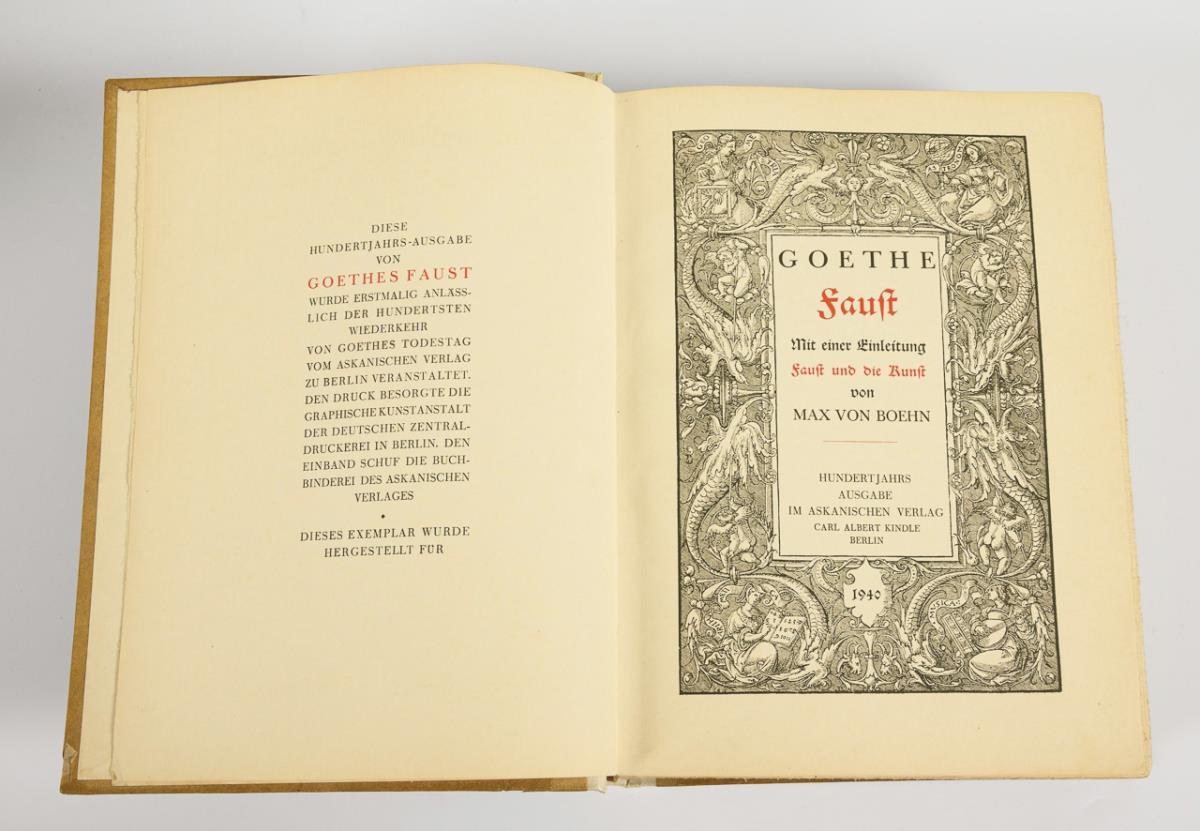 DIESE
HUNDERTJAHRS-AUSGABE
VON
GOETHES FAUST
WURDE ERSTMALIG ANLÄSS-
LICH DER HUNDERTSTEN
WIEDERKEHR
VON GOETHES TODESTAG
VOM ASKANISCHEN VERLAG
ZU BERLIN VERANSTALTET.
DEN DRUCK BESORGTE DIE
GRAPHISCHE KUNSTANSTALT
DER DEUTSCHEN ZENTRAL-
DRUCKEREI IN BERLIN. DEN
EINBAND SCHUF DIE BUCH-
BINDEREI DES ASKANISCHEN
VERLAGES
DIESES EXEMPLAR WURDE
HERGESTELLT FÜR
GOETHE
Fauſt
Mit einer Einleitung
Fauſt und die Kunſt
von
MAX VON BOEHN
HUNDERTJAHRS
AUSGABE
IM ASKANISCHEN VERLAG
CARL ALBERT KINDLE
BERLIN
1940
MUSICA